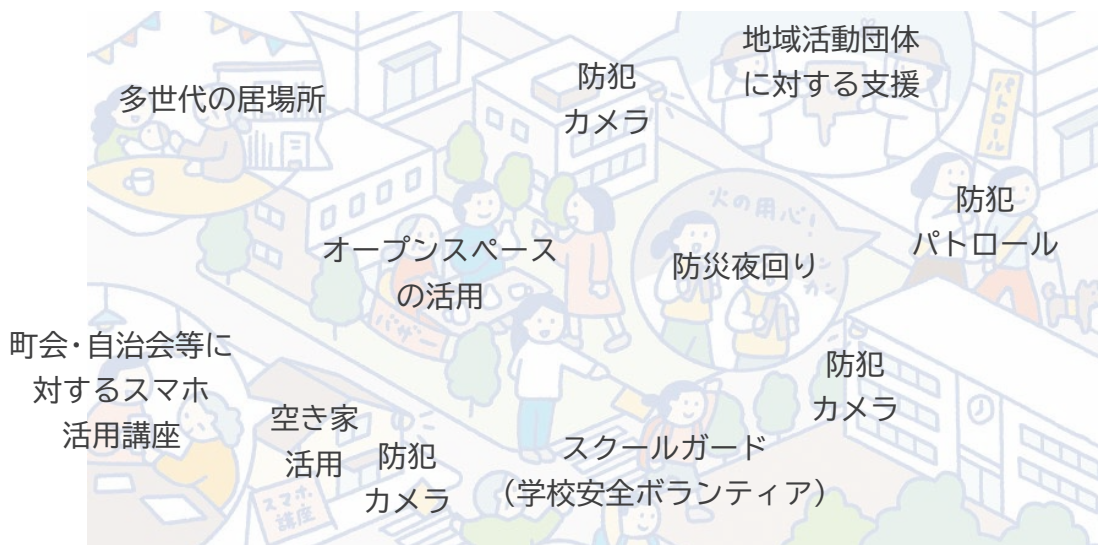 地域活動団体
に対する支援
防犯
カメラ
多世代の居場所
パトロール
火の用心!
防犯
パトロール
オープンスペース
の活用
防災夜回り
カン
カン
バザー
町会・自治会等に
対するスマホ
活用講座
防犯
カメラ
空き家
活用
防犯
カメラ
スクールガード
(学校安全ボランティア)
スマホ
講座